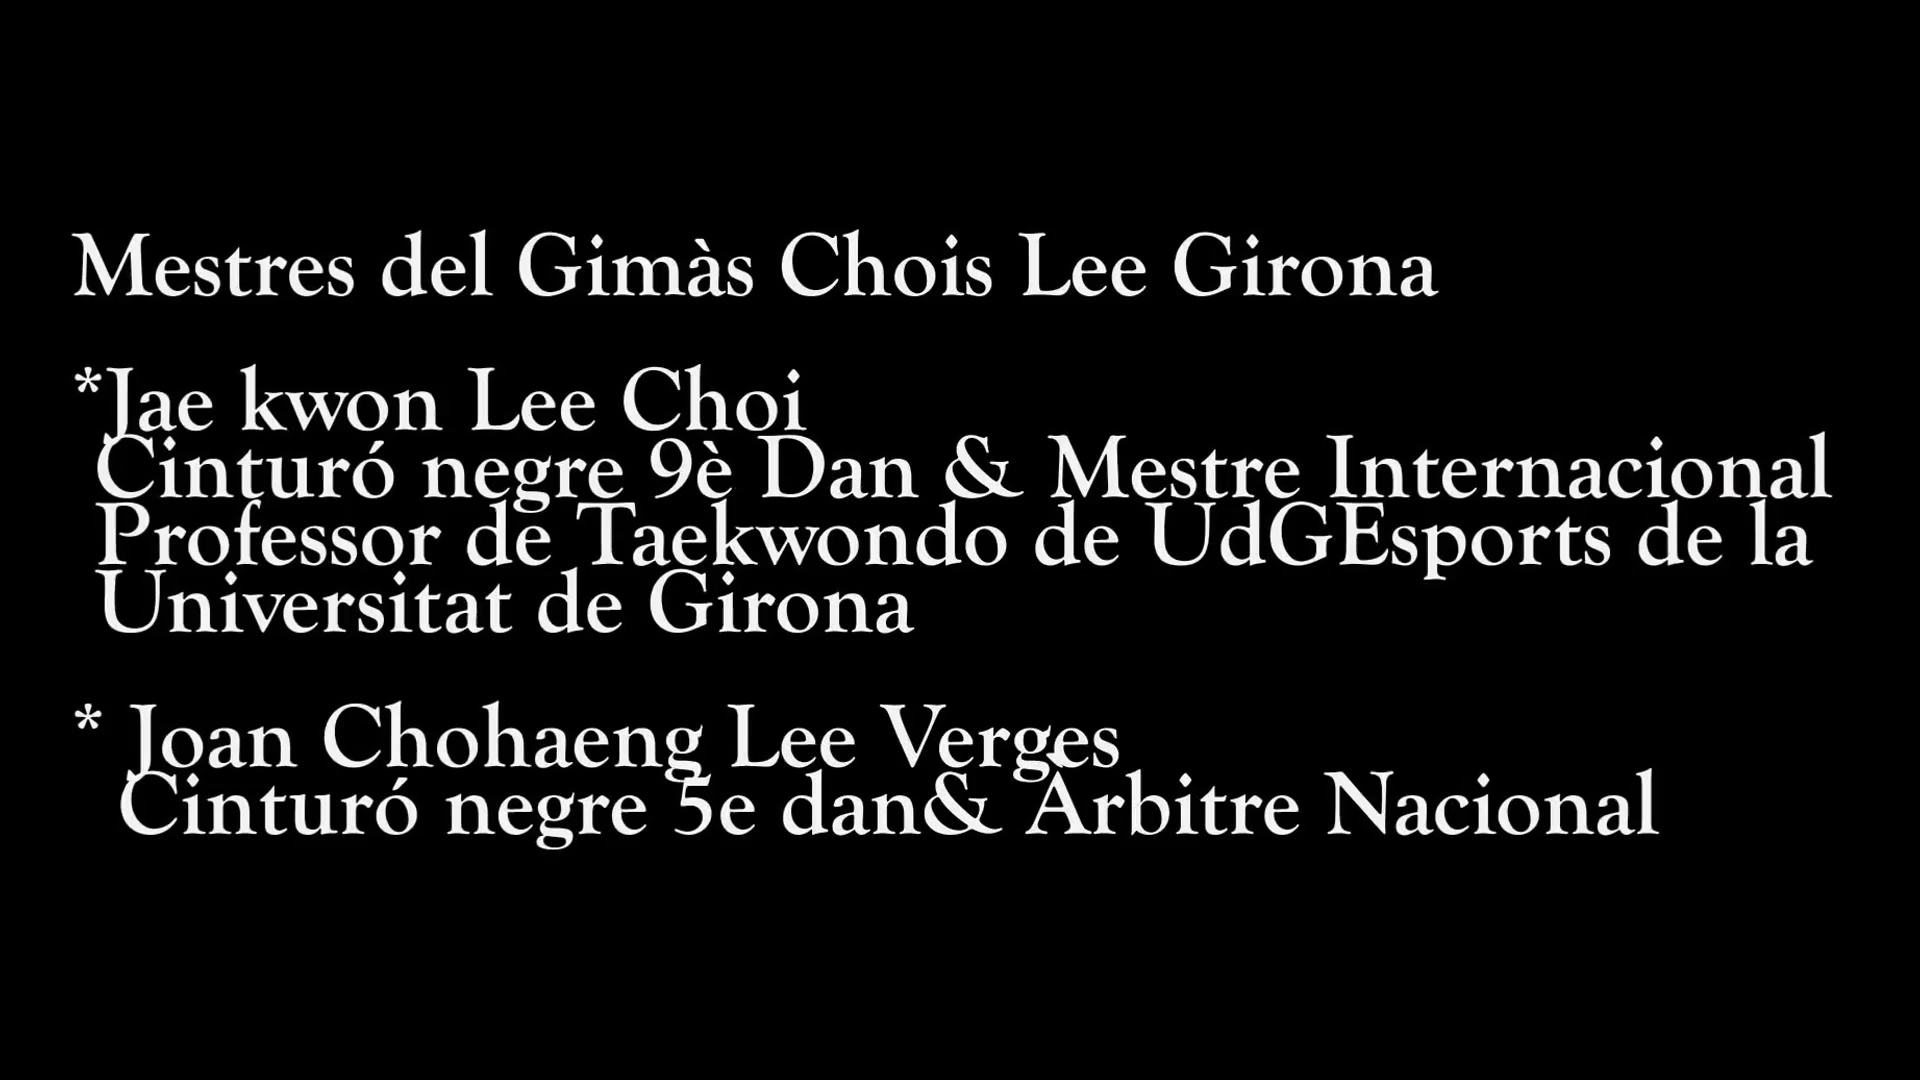 Mestres del Gimàs Chois Lee Girona
*Jae kwon Lee Choi
Cinturó negre 9è Dan & Mestre Internacional
Professor de Taekwondo de UdGEsports de la
Universitat de Girona
* Joan Chohaeng Lee Verges
Cinturó negre 5e dan& Àrbitre Nacional